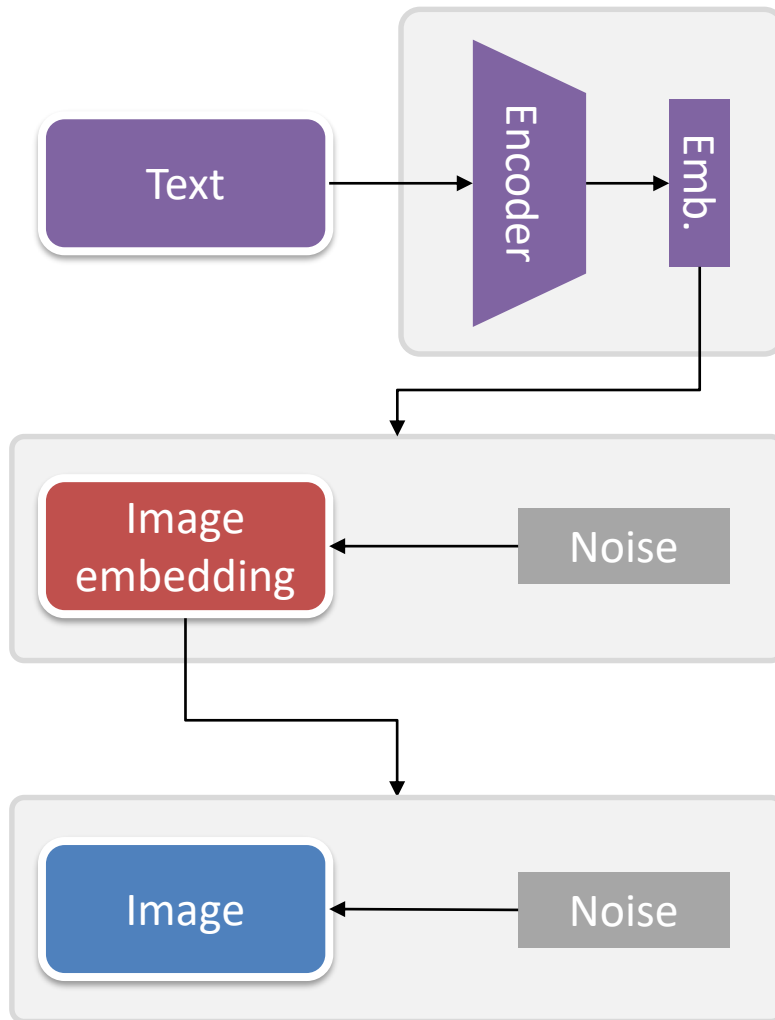 Text
Encoder
Emb.
Image
embedding
Noise
Image
Noise